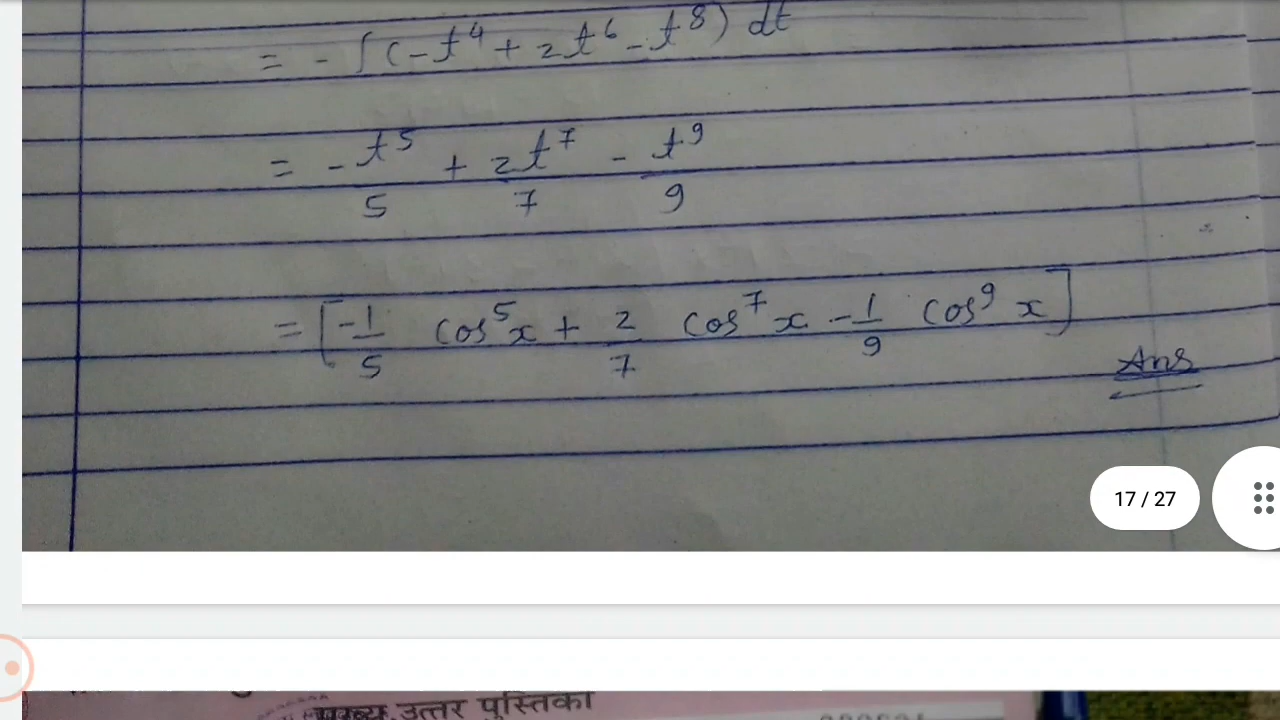 = - ∫(-t⁴ + 2t⁶ - t⁸) dt
= -t⁵/5 + 2t⁷/7 - t⁹/9
= [-1/5 cos⁵x + 2/7 cos⁷x - 1/9 cos⁹x]
Ans
17 / 27
उत्तर पुस्तिका